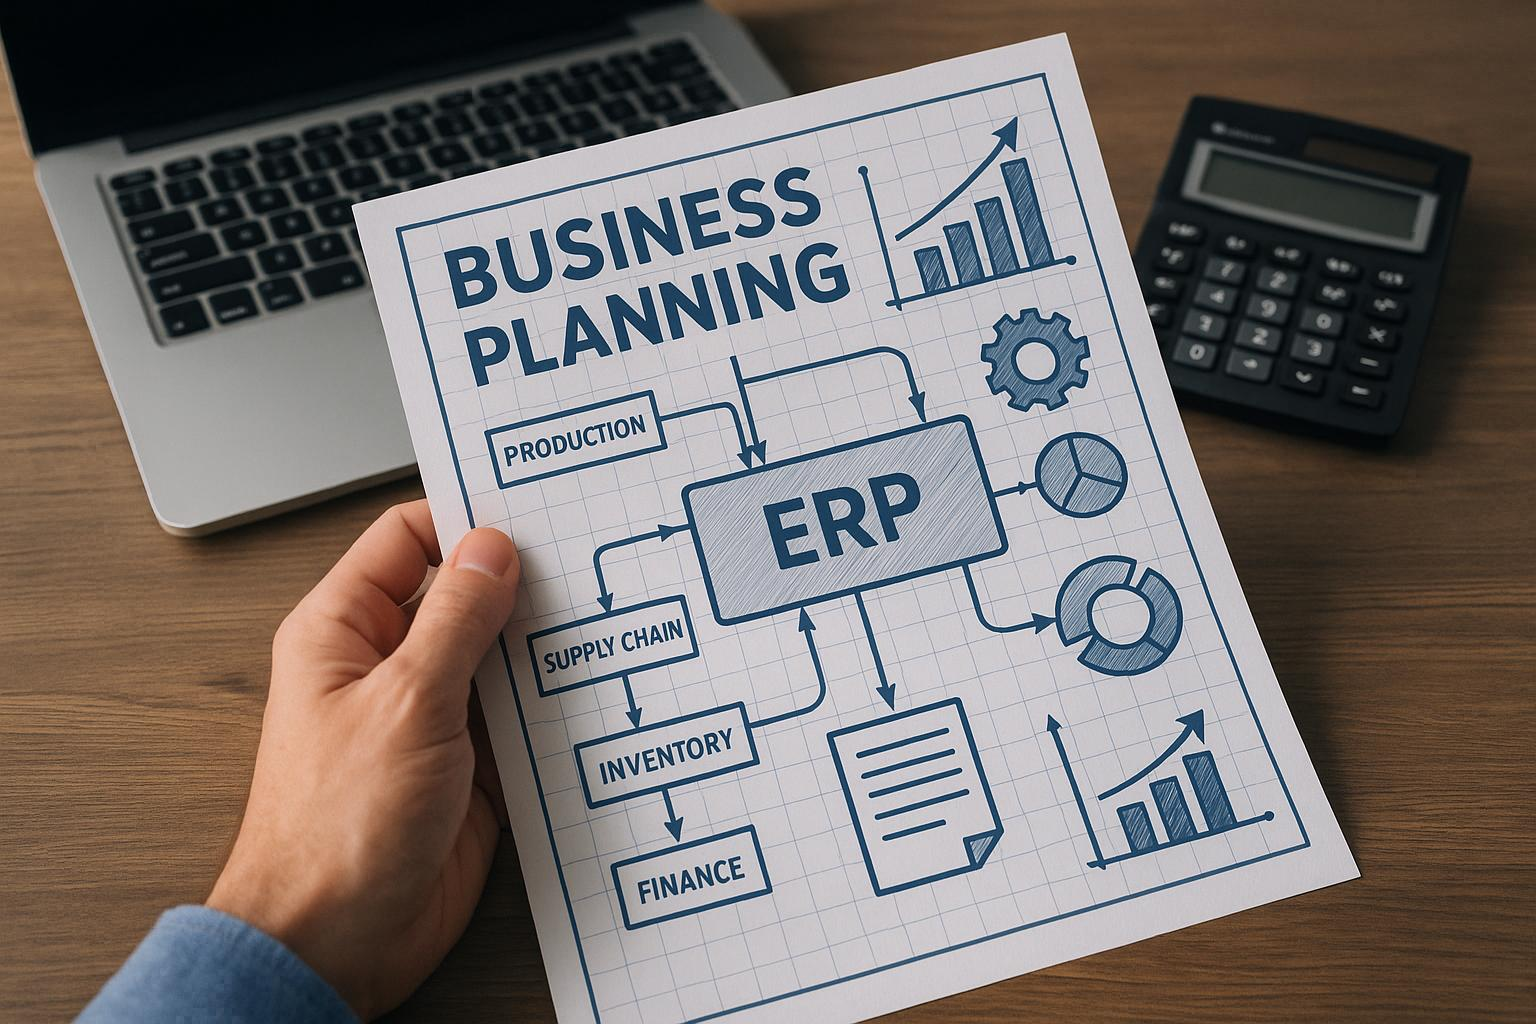 BUSINESS
PLANNING
PRODUCTION
ERP
SUPPLY CHAIN
INVENTORY
FINANCE